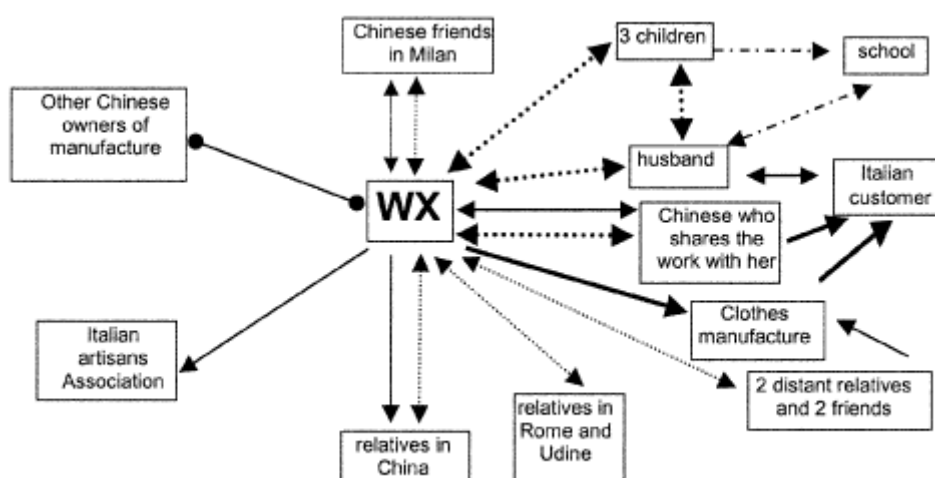 Chinese friends
in Milan
3 children
school
Other Chinese
owners of
manufacture
husband
Italian
customer
WX
Chinese who
shares the
work with her
Clothes
manufacture
Italian
artisans
Association
2 distant relatives
and 2 friends
relatives in
Rome and
Udine
relatives in
China